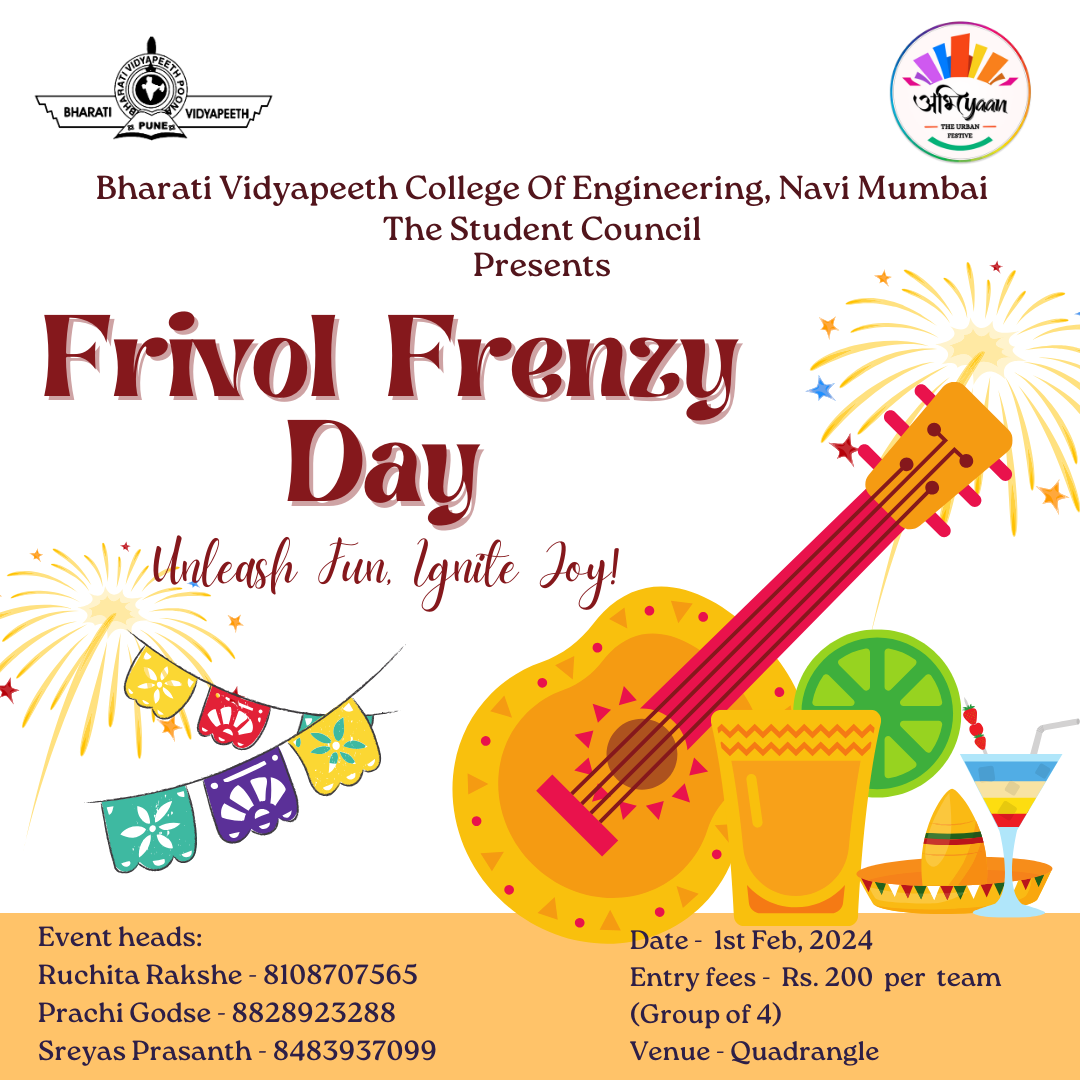 BHARATI VIDYAPEETH POONA
BHARATI
VIDYAPEETH
PUNE
अभिyaan
THE URBAN
FESTIVE
Bharati Vidyapeeth College Of Engineering, Navi Mumbai
The Student Council
Presents
Frivol Frenzy
Day
Unleash Fun, Ignite Joy!
Event heads:
Ruchita Rakshe - 8108707565
Prachi Godse - 8828923288
Sreyas Prasanth - 8483937099
Date - 1st Feb, 2024
Entry fees - Rs. 200 per team
(Group of 4)
Venue - Quadrangle